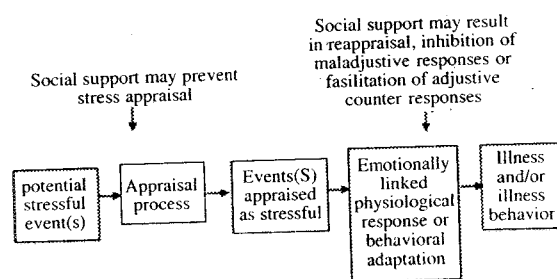 Social support may result
in reappraisal, inhibition of
maladjustive responses or
fasilitation of adjustive
counter responses
Social support may prevent
stress appraisal
potential
stressful
event(s)
Appraisal
process
Events(S)
appraised
as stressful
Emotionally
linked
physiological
response or
behavioral
adaptation
Illness
and/or
illness
behavior